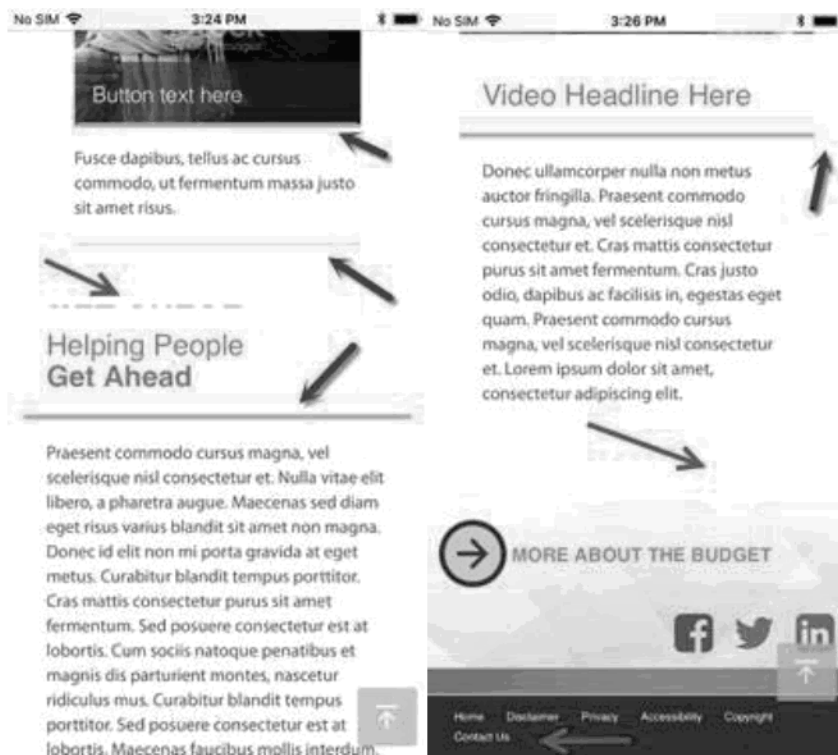 No SIM
3:24 PM
Button text here
Fusce dapibus, tellus ac cursus
commodo, ut fermentum massa justo
sit amet risus.
Helping People
Get Ahead
Praesent commodo cursus magna, vel
scelerisque nisl consectetur et. Nulla vitae elit
libero, a pharetra augue. Maecenas sed diam
eget risus varius blandit sit amet non magna.
Donec id elit non mi porta gravida at eget
metus. Curabitur blandit tempus porttitor.
Cras mattis consectetur purus sit amet
fermentum. Sed posuere consectetur est at
lobortis. Cum sociis natoque penatibus et
magnis dis parturient montes, nascetur
ridiculus mus. Curabitur blandit tempus
porttitor. Sed posuere consectetur est at
lobortis. Maecenas faucibus mollis interdum.
No SIM
3:26 PM
Video Headline Here
Donec ullamcorper nulla non metus
auctor fringilla. Praesent commodo
cursus magna, vel scelerisque nisl
consectetur et. Cras mattis consectetur
purus sit amet fermentum. Cras justo
odio, dapibus ac facilisis in, egestas eget
quam. Praesent commodo cursus
magna, vel scelerisque nisl consectetur
et. Lorem ipsum dolor sit amet,
consectetur adipiscing elit.
MORE ABOUT THE BUDGET
f
in
Home Disclaimer Privacy Accessibility Copyright
Contact Us